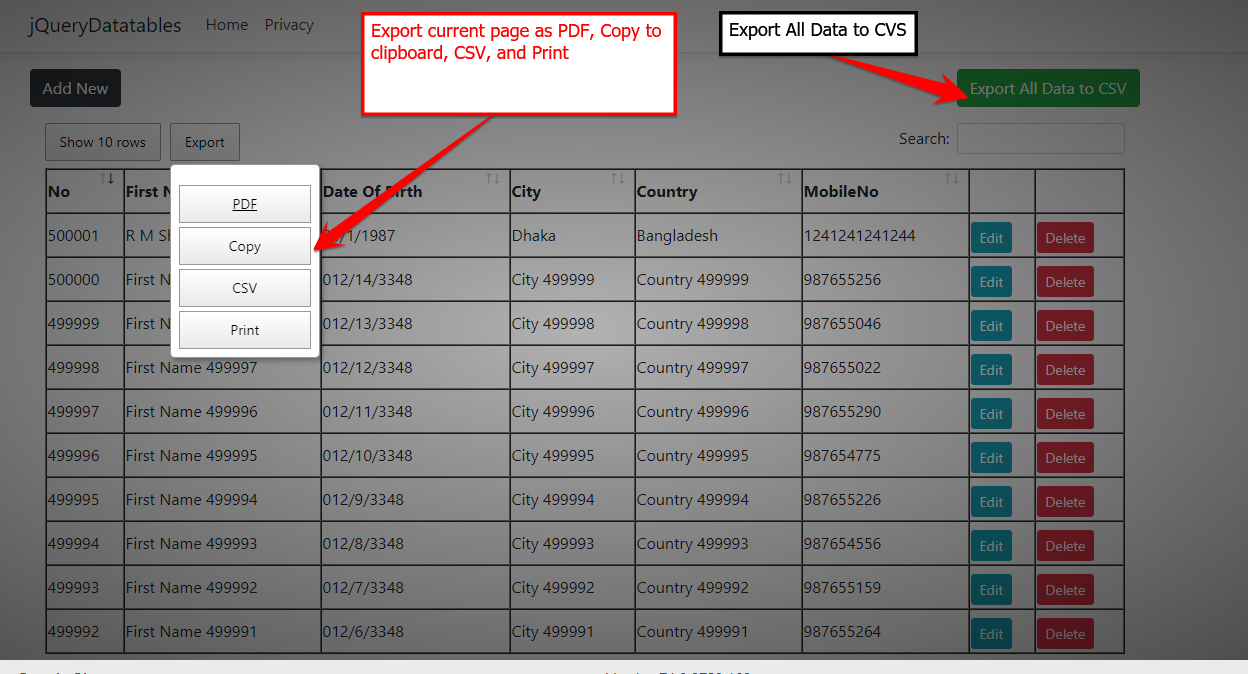 jQueryDatatables Home Privacy
Export current page as PDF, Copy to
clipboard, CSV, and Print
Export All Data to CVS
Add New
Export All Data to CSV
Show 10 rows Export Search:
No First Date Of Birth City Country MobileNo
PDF
Copy
CSV
Print
500001 R M /1/1987 Dhaka Bangladesh 1241241241244 Edit Delete
500000 First 012/14/3348 City 499999 Country 499999 987655256 Edit Delete
499999 First 012/13/3348 City 499998 Country 499998 987655046 Edit Delete
499998 First Name 499997 012/12/3348 City 499997 Country 499997 987655022 Edit Delete
499997 First Name 499996 012/11/3348 City 499996 Country 499996 987655290 Edit Delete
499996 First Name 499995 012/10/3348 City 499995 Country 499995 987654775 Edit Delete
499995 First Name 499994 012/9/3348 City 499994 Country 499994 987655226 Edit Delete
499994 First Name 499993 012/8/3348 City 499993 Country 499993 987654556 Edit Delete
499993 First Name 499992 012/7/3348 City 499992 Country 499992 987655159 Edit Delete
499992 First Name 499991 012/6/3348 City 499991 Country 499991 987655264 Edit Delete